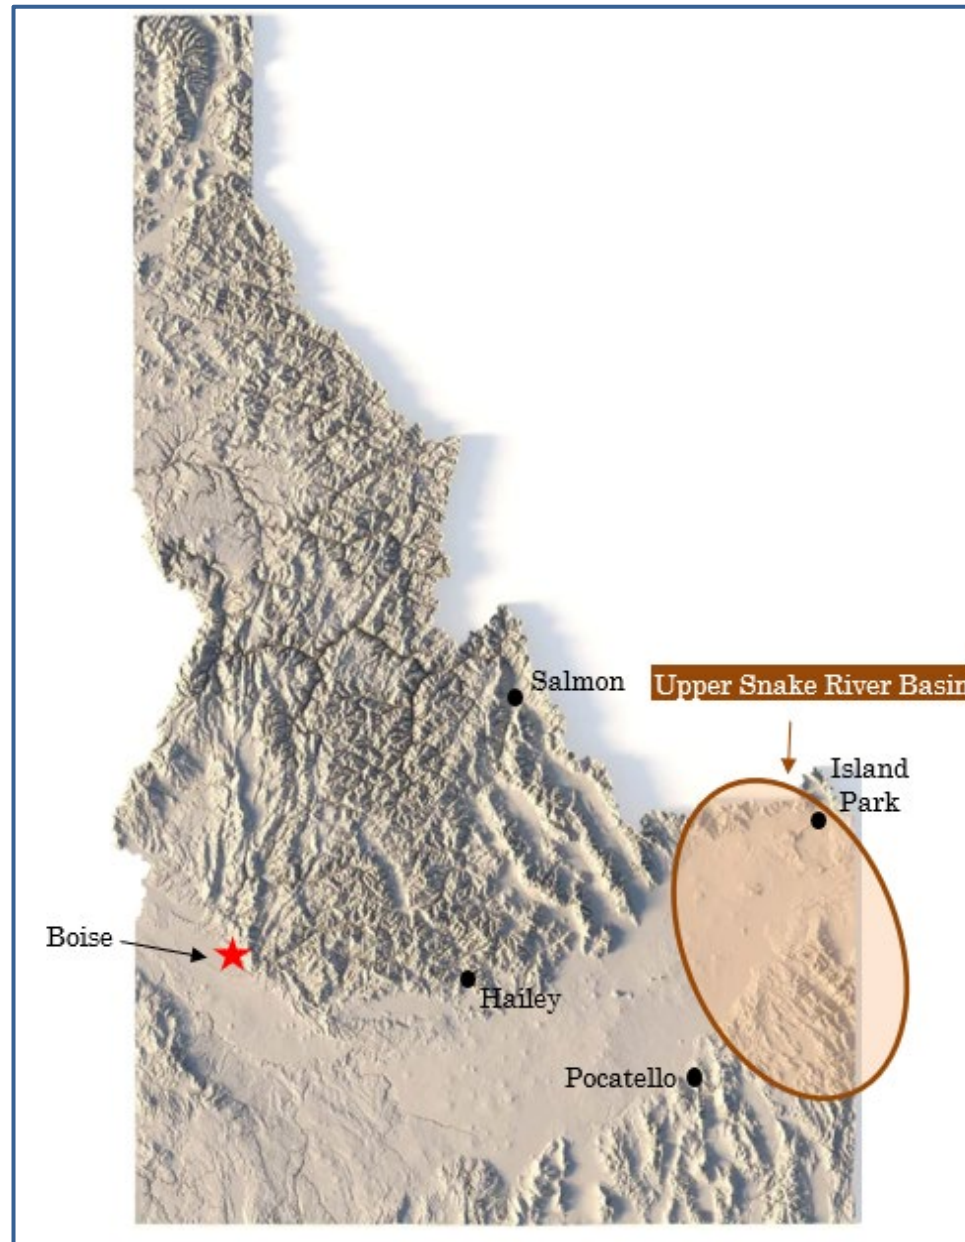 Salmon
Upper Snake River Basin
Island
Park
Boise
Hailey
Pocatello